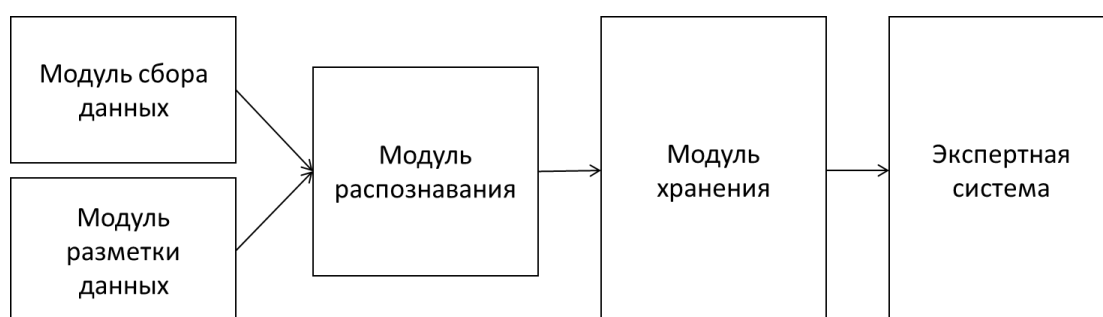 Модуль сбора
данных
Модуль
разметки
данных
Модуль
распознавания
Модуль
хранения
Экспертная
система